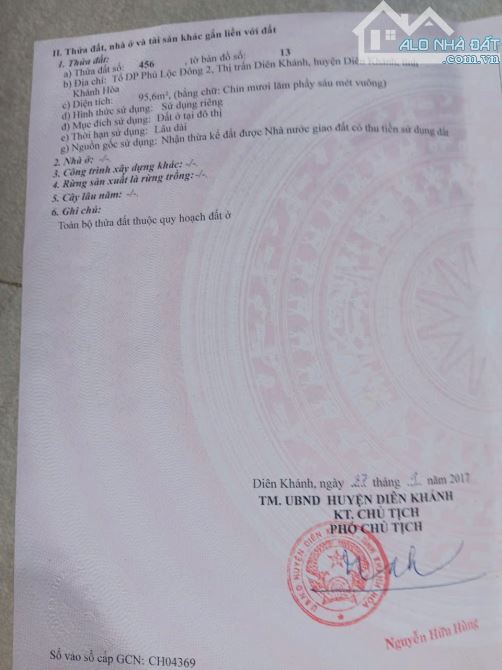 ALO NHÀ ĐẤT
II. Thửa đất, nhà ở và tài sản khác gắn liền với đất
1. Thửa đất:
a) Thửa đất số: 456 , tờ bản đồ số: 13
b) Địa chỉ: Tổ DP Phú Lộc Đông 2, Thị trấn Diên Khánh, huyện Diên Khánh, tỉnh
Khánh Hòa
c) Diện tích: 95,6m², (bằng chữ: Chín mươi lăm phẩy sáu mét vuông)
d) Hình thức sử dụng: Sử dụng riêng
đ) Mục đích sử dụng: Đất ở tại đô thị
e) Thời hạn sử dụng: Lâu dài
g) Nguồn gốc sử dụng: Nhận thừa kế đất được Nhà nước giao đất có thu tiền sử dụng đất
2. Nhà ở: -/-
3. Công trình xây dựng khác: -/-
4. Rừng sản xuất là rừng trồng: -/-
5. Cây lâu năm: -/-
6. Ghi chú:
Toàn bộ thửa đất thuộc quy hoạch đất ở
Diên Khánh, ngày 27 tháng năm 2017
TM. UBND HUYỆN DIÊN KHÁNH
KT. CHỦ TỊCH
PHÓ CHỦ TỊCH
Nguyễn Hữu Hùng
Số vào sổ cấp GCN: CH04369